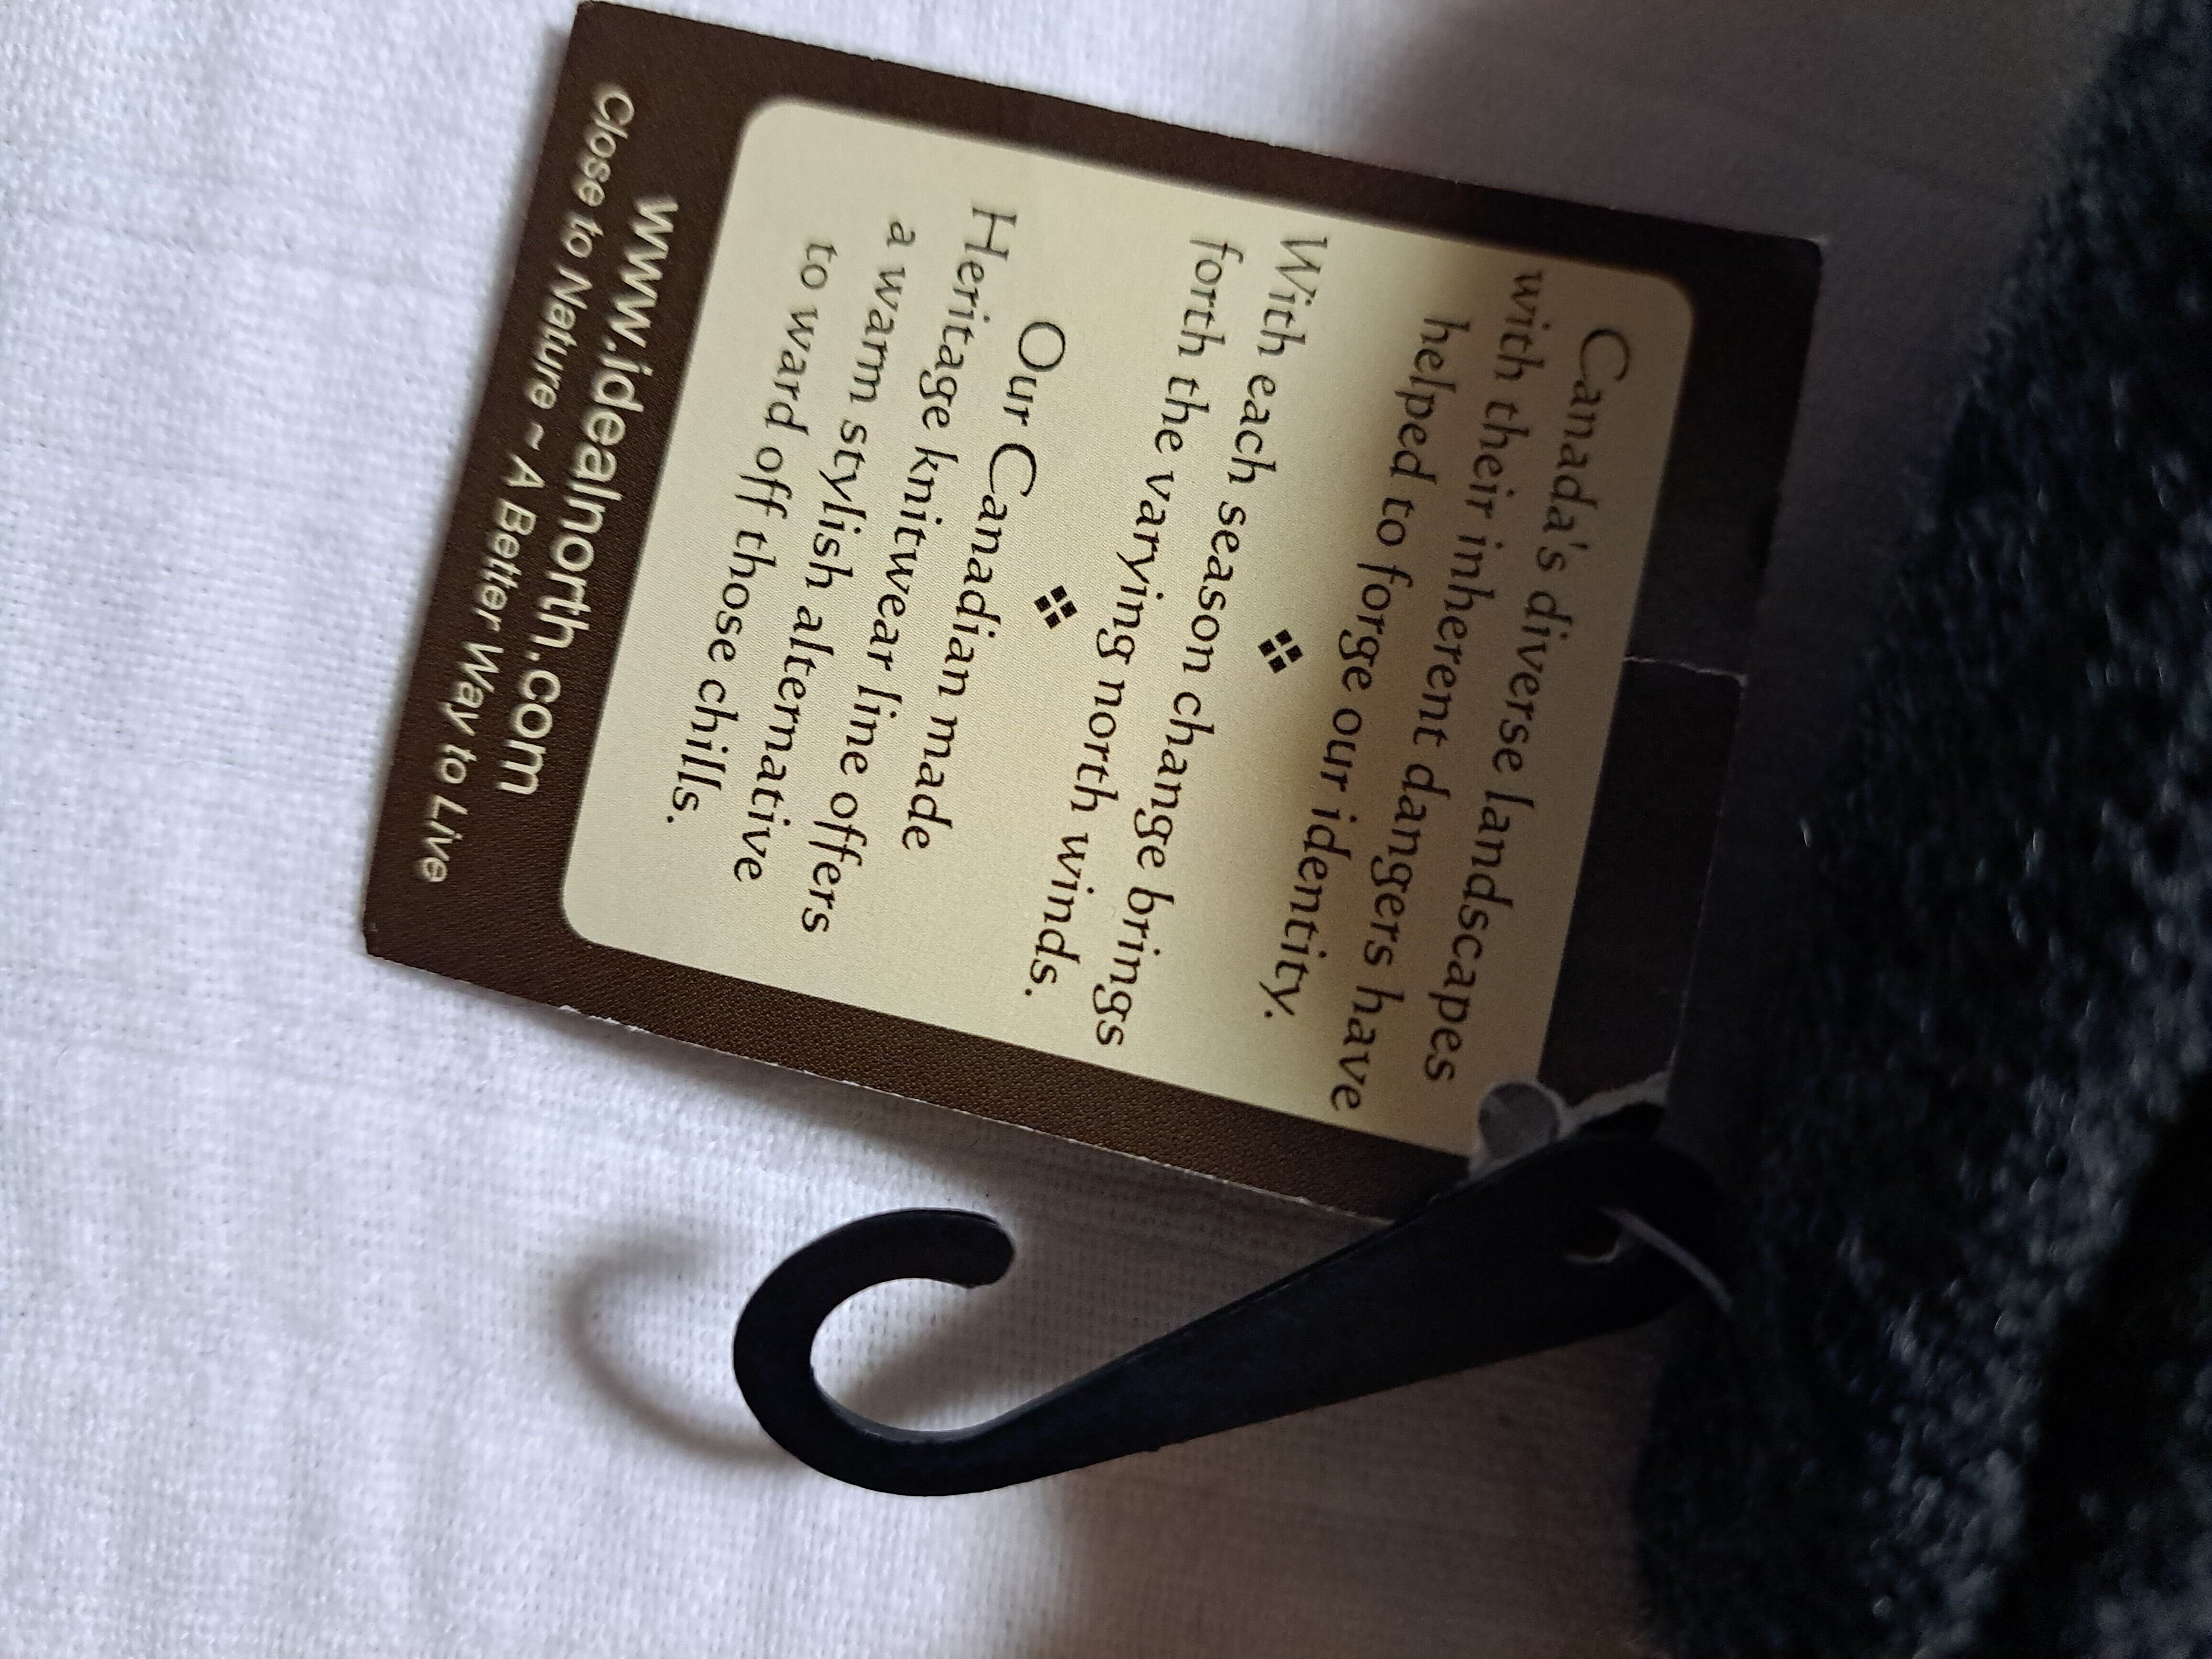 Canada's diverse landscapes
with their inherent dangers have
helped to forge our identity.
With each season change brings
forth the varying north winds.
Our Canadian made
Heritage knitwear line offers
a warm stylish alternative
to ward off those chills.
www.idealnorth.com
Close to Nature ~ A Better Way to Live